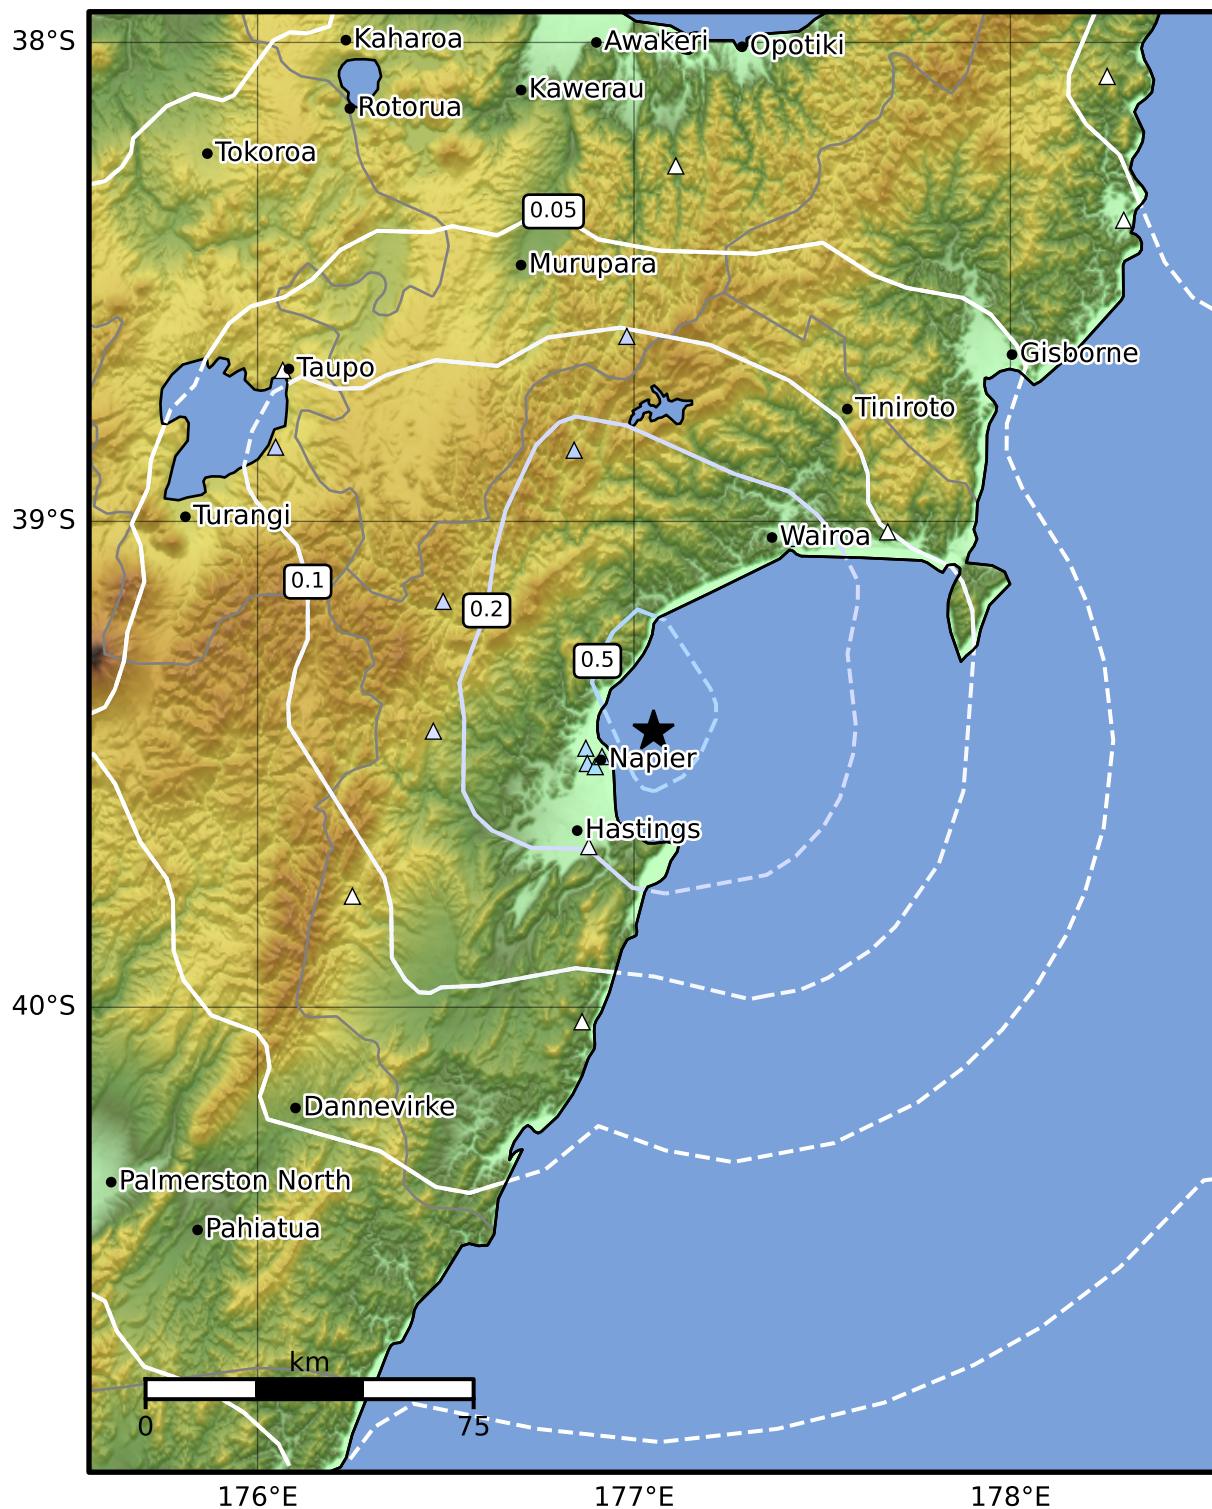 38°S
Kaharoa
Awakeri
Opotiki
Kawerau
Rotorua
Tokoroa
0.05
Murupara
Gisborne
Taupo
Tiniroto
39°S
Turangi
Wairoa
0.1
0.2
0.5
Napier
Hastings
40°S
Dannevirke
Palmerston North
Pahiatua
km
0
75
176°E
177°E
178°E